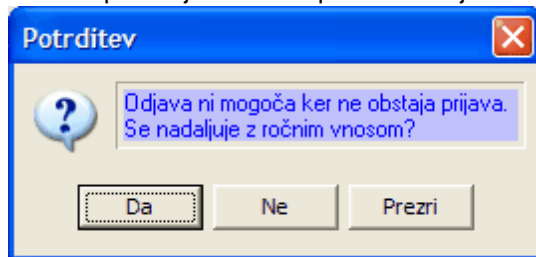 Potrditev
Odjava ni mogoča ker ne obstaja prijava.
Se nadaljuje z ročnim vnosom?
Da
Ne
Prezri